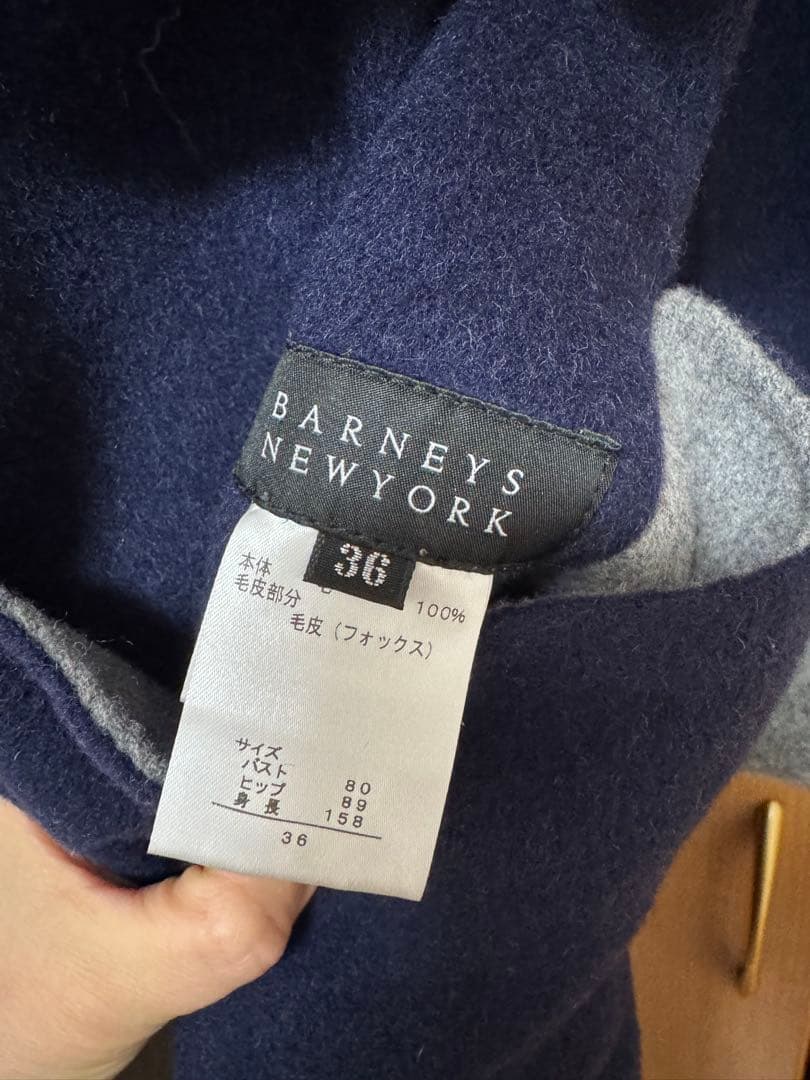 BARNEYS
NEWYORK
36
本体 100%
毛皮部分
毛皮（フォックス）
サイズ
バスト 80
ヒップ 89
身長 158
36